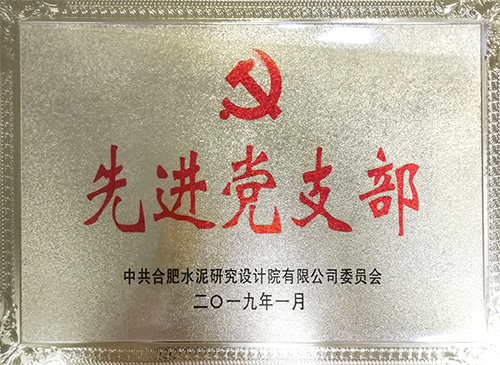 先进党支部
中共合肥水泥研究设计院有限公司委员会
二〇一九年一月